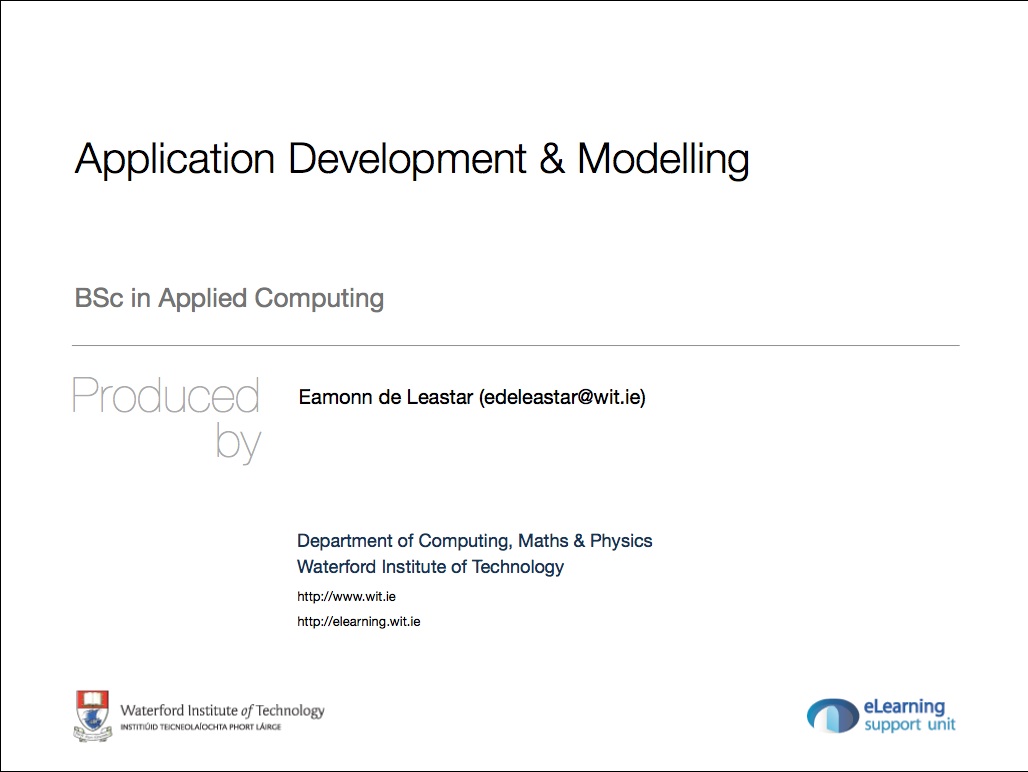 Application Development & Modelling
BSc in Applied Computing
Produced
by
Eamonn de Leastar (edeleastar@wit.ie)
Department of Computing, Maths & Physics
Waterford Institute of Technology
http://www.wit.ie
http://elearning.wit.ie
Waterford Institute of Technology
INSTITIÚID TEICNEOLAÍOCHTA PHORT LÁIRGE
eLearning
support unit